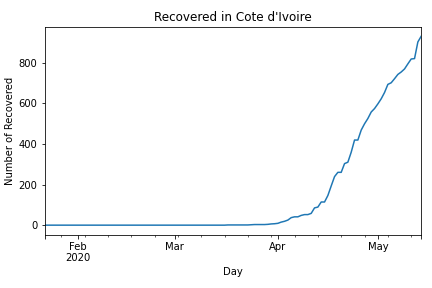 Recovered in Cote d'Ivoire
Number of Recovered
800
600
400
200
0
Feb
2020
Mar
Apr
May
Day